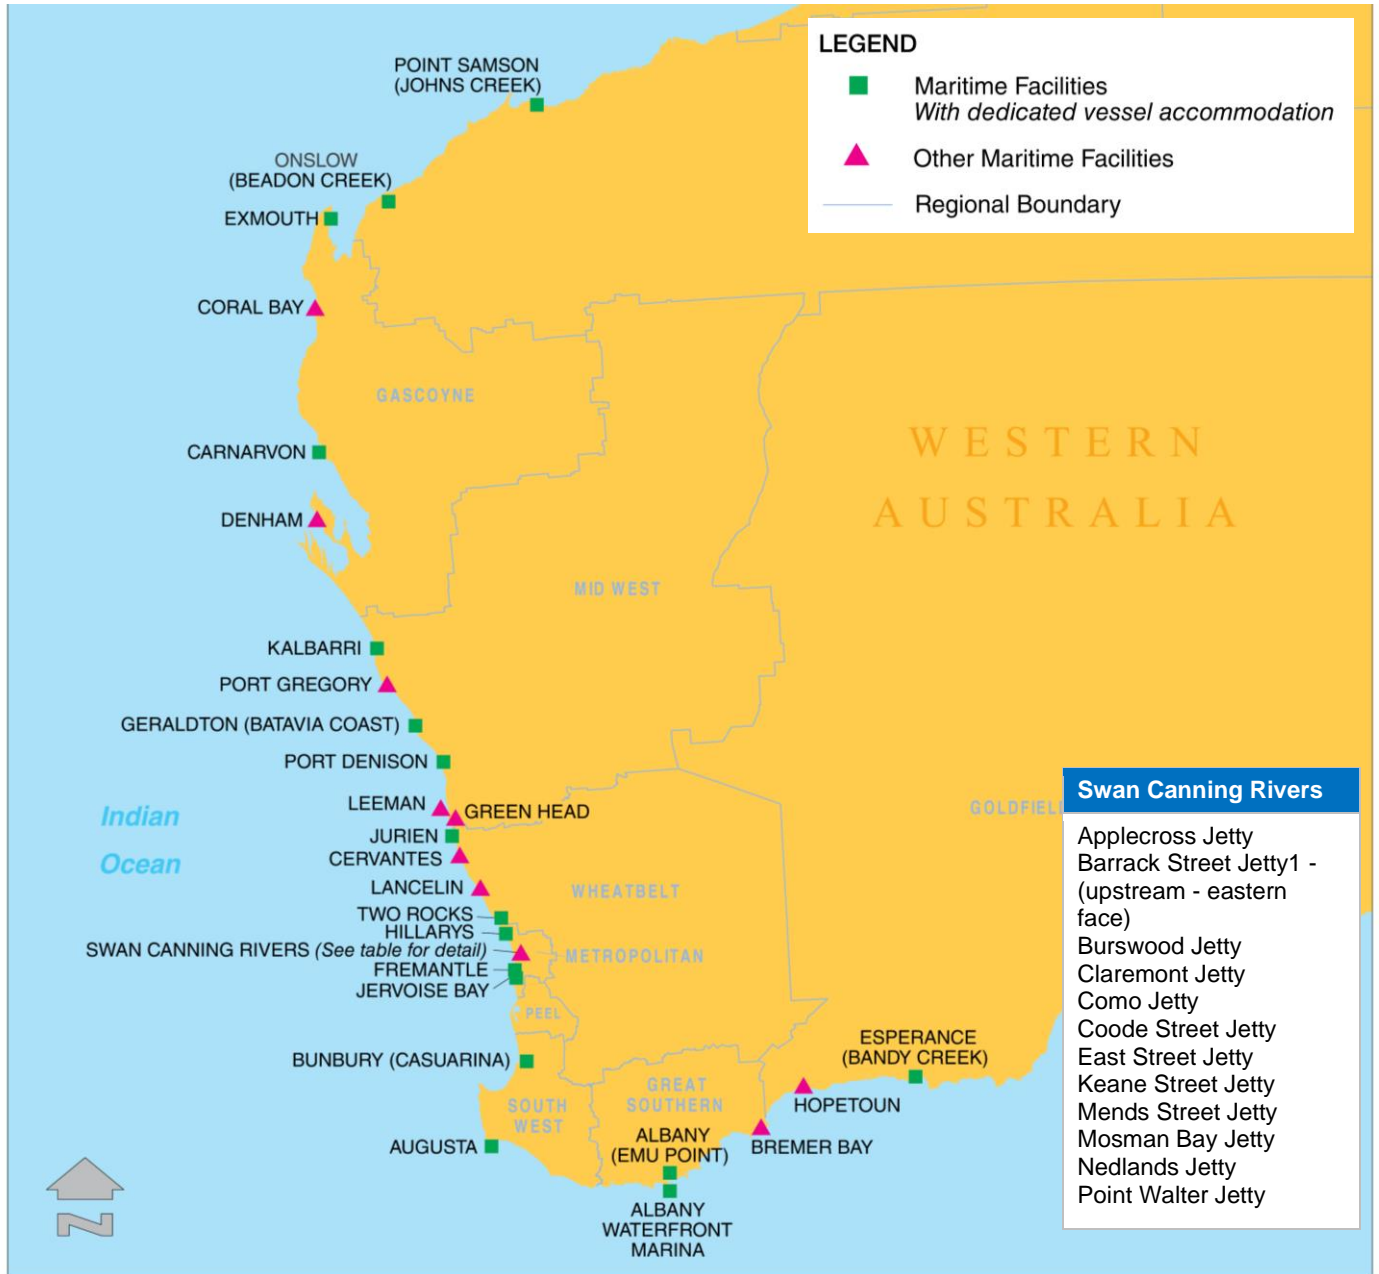 LEGEND
Maritime Facilities
With dedicated vessel accommodation
Other Maritime Facilities
Regional Boundary
POINT SAMSON
(JOHNS CREEK)
ONSLOW
(BEADON CREEK)
EXMOUTH
CORAL BAY
GASCOYNE
WESTERN
AUSTRALIA
CARNARVON
DENHAM
MID WEST
KALBARRI
PORT GREGORY
GERALDTON (BATAVIA COAST)
PORT DENISON
LEEMAN
GREEN HEAD
Indian
Ocean
JURIEN
CERVANTES
LANCELIN
WHEATBELT
TWO ROCKS
HILLARYS
SWAN CANNING RIVERS (See table for detail)
METROPOLITAN
FREMANTLE
JERVOISE BAY
PEEL
BUNBURY (CASUARINA)
SOUTH
WEST
GREAT
SOUTHERN
AUGUSTA
ALBANY
(EMU POINT)
ALBANY
WATERFRONT
MARINA
BREMER BAY
HOPETOUN
ESPERANCE
(BANDY CREEK)
GOLDFIEL
Swan Canning Rivers
Applecross Jetty
Barrack Street Jetty1 -
(upstream - eastern
face)
Burswood Jetty
Claremont Jetty
Como Jetty
Coode Street Jetty
East Street Jetty
Keane Street Jetty
Mends Street Jetty
Mosman Bay Jetty
Nedlands Jetty
Point Walter Jetty
N